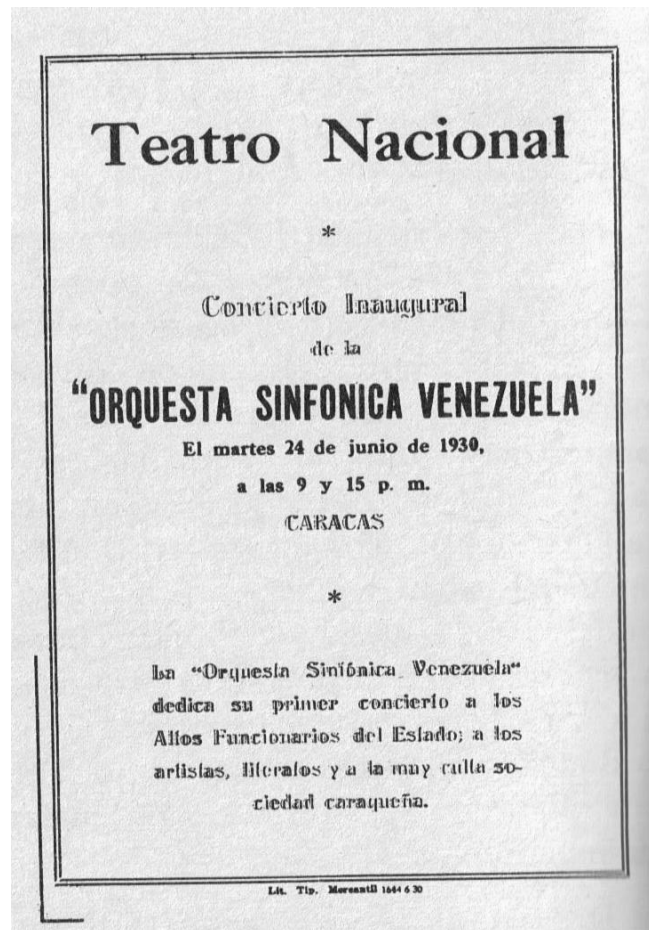 Teatro Nacional
*
Concierto Inaugural
de la
“ORQUESTA SINFONICA VENEZUELA”
El martes 24 de junio de 1930,
a las 9 y 15 p. m.
CARACAS
*
La “Orquesta Sinfónica Venezuela“
dedica su primer concierto a los
Altos Funcionarios del Estado; a los
artistas, literatos y a la muy culta so-
ciedad caraqueña.
Lit. Tip. Mercantil 1644 6 30